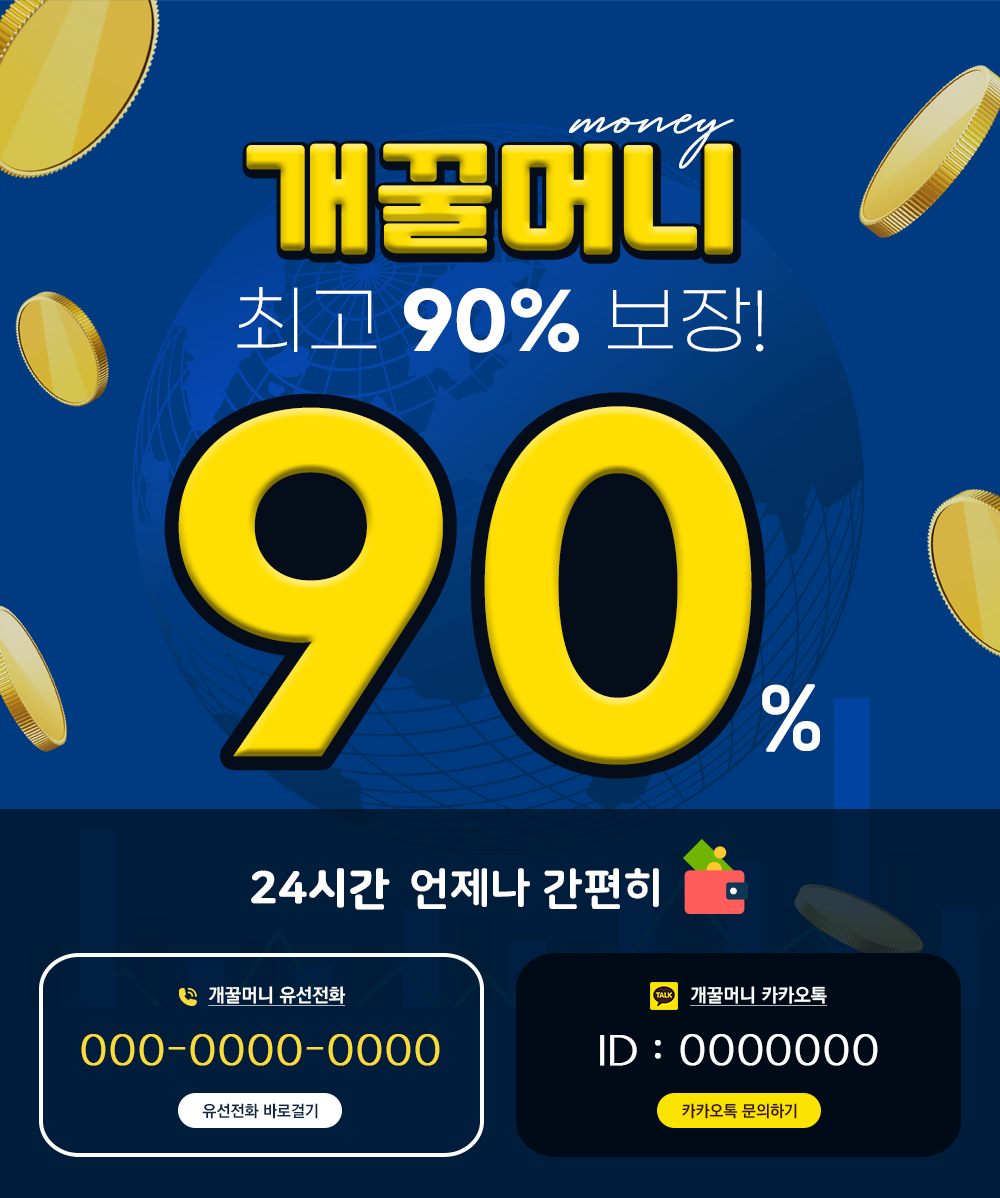 money
개꿀머니
최고 90% 보장!
90%
24시간 언제나 간편히
개꿀머니 유선전화
000-0000-0000
유선전화 바로걸기
TALK
개꿀머니 카카오톡
ID : 0000000
카카오톡 문의하기